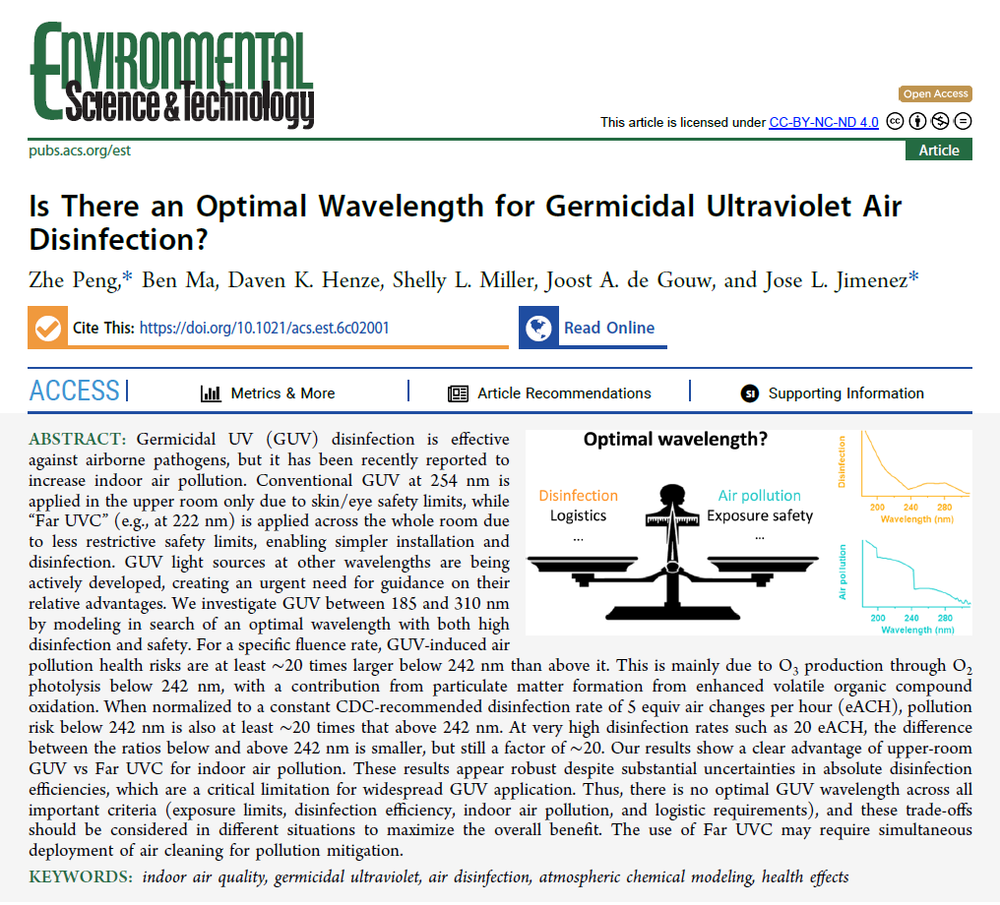 ENVIRONMENTAL
Science & Technology
Open Access
This article is licensed under CC-BY-NC-ND 4.0
pubs.acs.org/est
Article
Is There an Optimal Wavelength for Germicidal Ultraviolet Air
Disinfection?
Zhe Peng,* Ben Ma, Daven K. Henze, Shelly L. Miller, Joost A. de Gouw, and Jose L. Jimenez*
Cite This: https://doi.org/10.1021/acs.est.6c02001
Read Online
ACCESS
Metrics & More
Article Recommendations
SI
Supporting Information
ABSTRACT: Germicidal UV (GUV) disinfection is effective
against airborne pathogens, but it has been recently reported to
increase indoor air pollution. Conventional GUV at 254 nm is
applied in the upper room only due to skin/eye safety limits, while
“Far UVC” (e.g., at 222 nm) is applied across the whole room due
to less restrictive safety limits, enabling simpler installation and
disinfection. GUV light sources at other wavelengths are being
actively developed, creating an urgent need for guidance on their
relative advantages. We investigate GUV between 185 and 310 nm
by modeling in search of an optimal wavelength with both high
disinfection and safety. For a specific fluence rate, GUV-induced air
pollution health risks are at least ∼20 times larger below 242 nm than above it. This is mainly due to O3 production through O2
photolysis below 242 nm, with a contribution from particulate matter formation from enhanced volatile organic compound
oxidation. When normalized to a constant CDC-recommended disinfection rate of 5 equiv air changes per hour (eACH), pollution
risk below 242 nm is also at least ∼20 times that above 242 nm. At very high disinfection rates such as 20 eACH, the difference
between the ratios below and above 242 nm is smaller, but still a factor of ∼20. Our results show a clear advantage of upper-room
GUV vs Far UVC for indoor air pollution. These results appear robust despite substantial uncertainties in absolute disinfection
efficiencies, which are a critical limitation for widespread GUV application. Thus, there is no optimal GUV wavelength across all
important criteria (exposure limits, disinfection efficiency, indoor air pollution, and logistic requirements), and these trade-offs
should be considered in different situations to maximize the overall benefit. The use of Far UVC may require simultaneous
deployment of air cleaning for pollution mitigation.
Optimal wavelength?
Disinfection
Logistics
...
Air pollution
Exposure safety
...
Disinfection
200 240 280
Wavelength (nm)
Air pollution
200 240 280
Wavelength (nm)
KEYWORDS: indoor air quality, germicidal ultraviolet, air disinfection, atmospheric chemical modeling, health effects